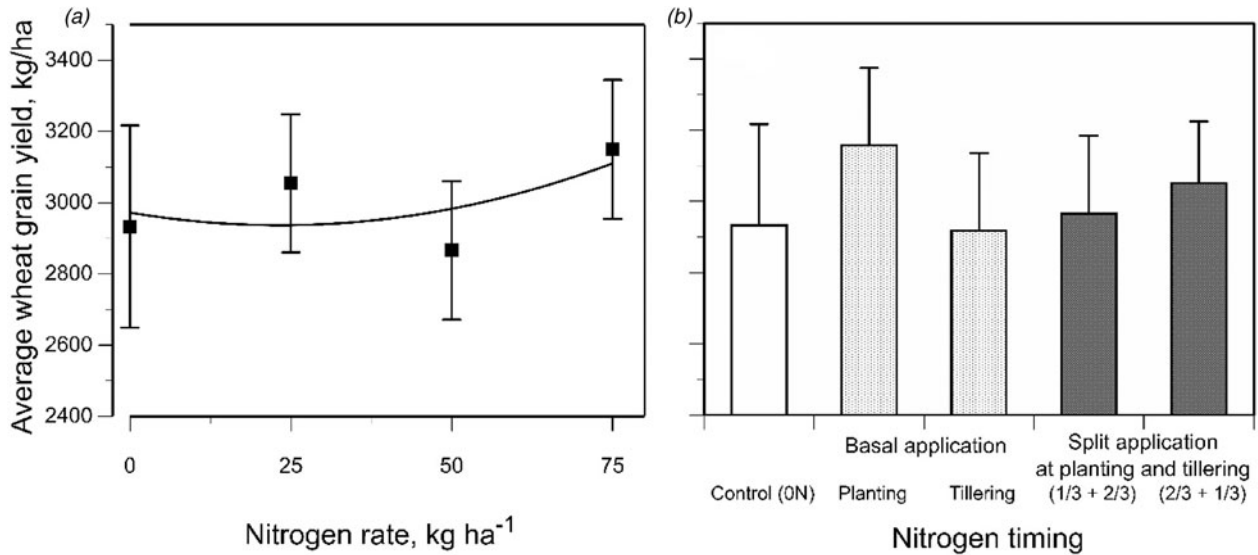 (a)
Average wheat grain yield, kg/ha
3400
3200
3000
2800
2600
2400
0 25 50 75
Nitrogen rate, kg ha⁻¹
(b)
Basal application Split application
at planting and tillering
Control (0N) Planting Tillering (1/3 + 2/3) (2/3 + 1/3)
Nitrogen timing